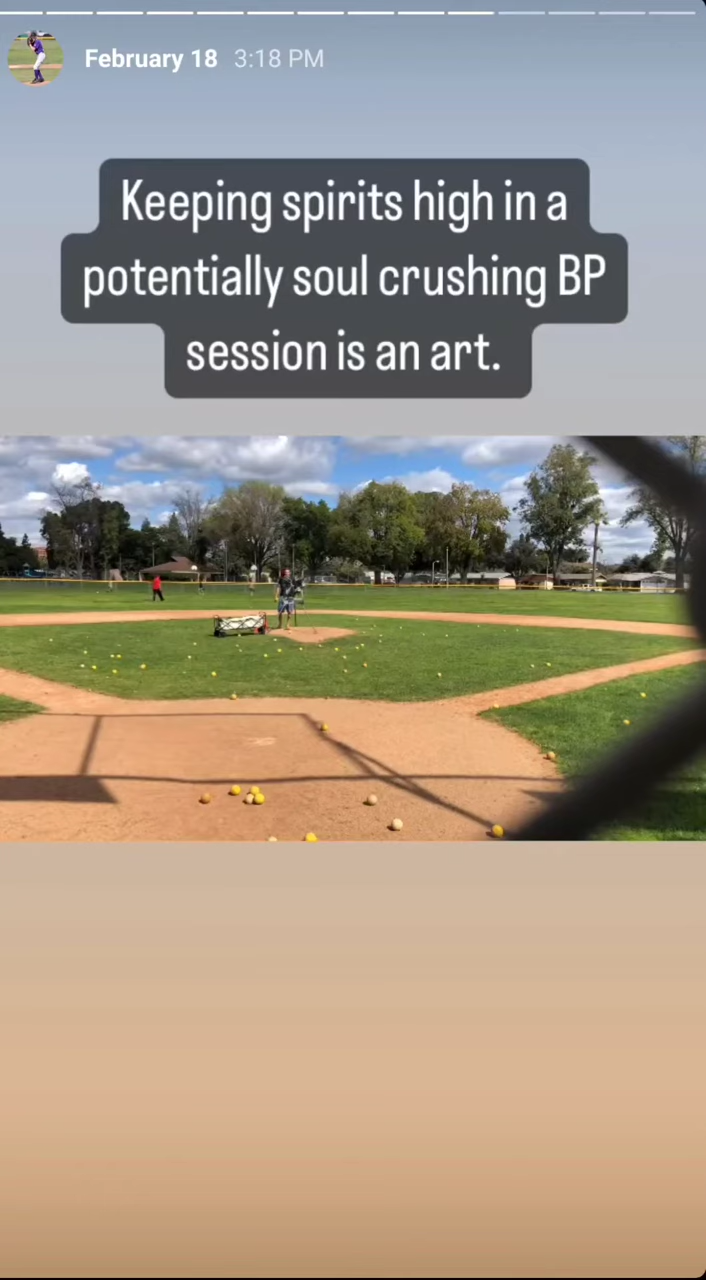 February 18 3:18 PM
Keeping spirits high in a
potentially soul crushing BP
session is an art.